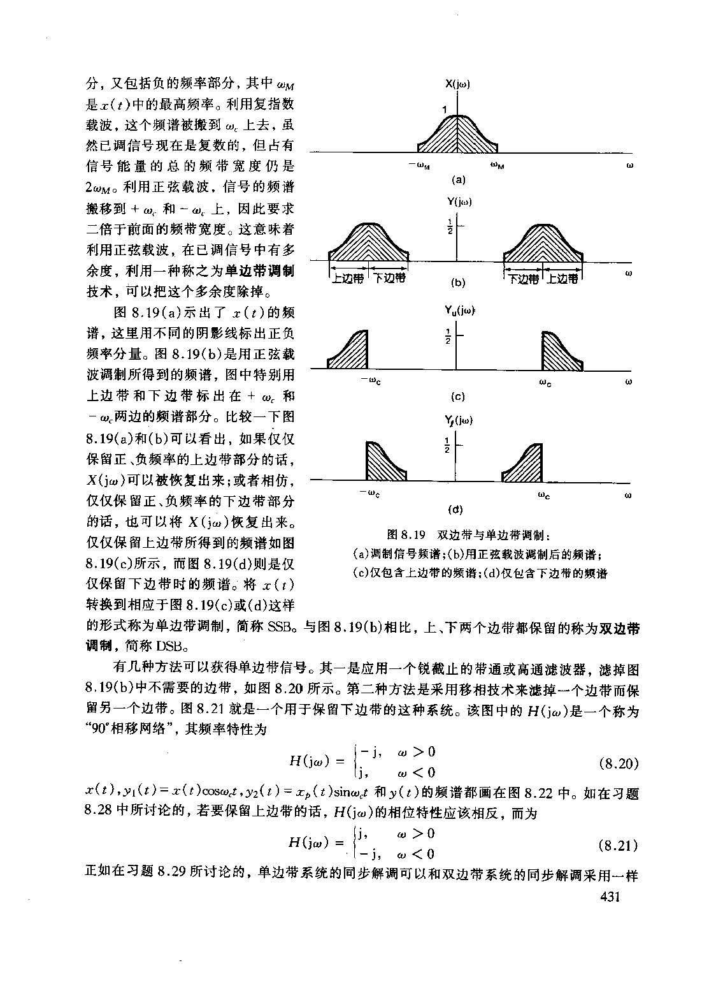 分，又包括负的频率部分，其中 ω_M
是 x(t)中的最高频率。利用复指数
载波，这个频谱被搬到 ω_c 上去，虽
然已调信号现在是复数的，但占有
信号能量的总的频带宽度仍是
2ω_M。利用正弦载波，信号的频谱
搬移到 + ω_c 和 − ω_c 上，因此要求
二倍于前面的频带宽度。这意味着
利用正弦载波，在已调信号中有多
余度，利用一种称之为单边带调制
技术，可以把这个多余度除掉。
图 8.19(a)示出了 x(t)的频
谱，这里用不同的阴影线标出正负
频率分量。图 8.19(b)是用正弦载
波调制所得到的频谱，图中特别用
上边带和下边带标出在 + ω_c 和
− ω_c两边的频谱部分。比较一下图
8.19(a)和(b)可以看出，如果仅仅
保留正、负频率的上边带部分的话，
X(jω)可以被恢复出来；或者相仿，
仅仅保留正、负频率的下边带部分
的话，也可以将 X(jω)恢复出来。
仅仅保留上边带所得到的频谱如图
8.19(c)所示，而图 8.19(d)则是仅
仅保留下边带时的频谱。将 x(t)
转换到相应于图 8.19(c)或(d)这样
X(jω)
1
−ω_M ω_M ω
(a)
Y(jω)
1/2
上边带 下边带 下边带 上边带 ω
(b)
Y_u(jω)
1/2
−ω_c ω_c ω
(c)
Y_l(jω)
1/2
−ω_c ω_c ω
(d)
图 8.19 双边带与单边带调制：
(a)调制信号频谱；(b)用正弦载波调制后的频谱；
(c)仅包含上边带的频谱；(d)仅包含下边带的频谱
的形式称为单边带调制，简称 SSB。与图 8.19(b)相比，上、下两个边带都保留的称为双边带
调制，简称 DSB。
有几种方法可以获得单边带信号。其一是应用一个锐截止的带通或高通滤波器，滤掉图
8.19(b)中不需要的边带，如图 8.20 所示。第二种方法是采用移相技术来滤掉一个边带而保
留另一个边带。图 8.21 就是一个用于保留下边带的这种系统。该图中的 H(jω)是一个称为
“90°相移网络”，其频率特性为
H(jω) = { −j, ω > 0
j, ω < 0 (8.20)
x(t)，y₁(t) = x(t)cosω_ct，y₂(t) = x_p(t)sinω_ct 和 y(t)的频谱都画在图 8.22 中。如在习题
8.28 中所讨论的，若要保留上边带的话，H(jω)的相位特性应该相反，而为
H(jω) = { j, ω > 0
−j, ω < 0 (8.21)
正如在习题 8.29 所讨论的，单边带系统的同步解调可以和双边带系统的同步解调采用一样
431